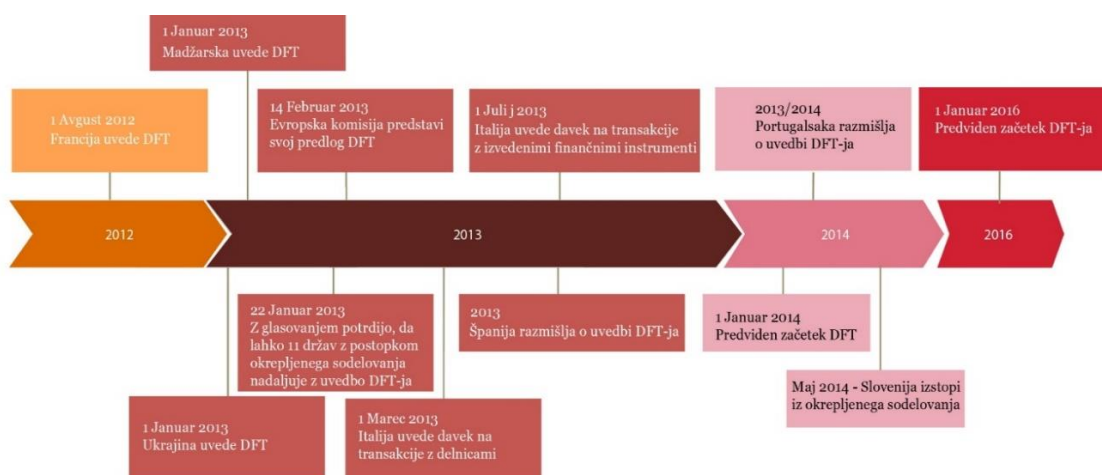 1 Januar 2013
Madžarska uvede DFT
1 Avgust 2012
Francija uvede DFT
14 Februar 2013
Evropska komisija predstavi
svoj predlog DFT
1 Juli j 2013
Italija uvede davek na transakcije
z izvedenimi finančnimi instrumenti
2013/2014
Portugalsaka razmišlja
o uvedbi DFT-ja
1 Januar 2016
Predviden začetek DFT-ja
2012
2013
2014
2016
22 Januar 2013
Z glasovanjem potrdijo, da
lahko 11 držav z postopkom
okrepljenega sodelovanja
nadaljuje z uvedbo DFT-ja
2013
Španija razmišlja o uvedbi DFT-ja
1 Januar 2014
Predviden začetek DFT
Maj 2014 - Slovenija izstopi
iz okrepljenega sodelovanja
1 Januar 2013
Ukrajina uvede DFT
1 Marec 2013
Italija uvede davek na
transakcije z delnicami